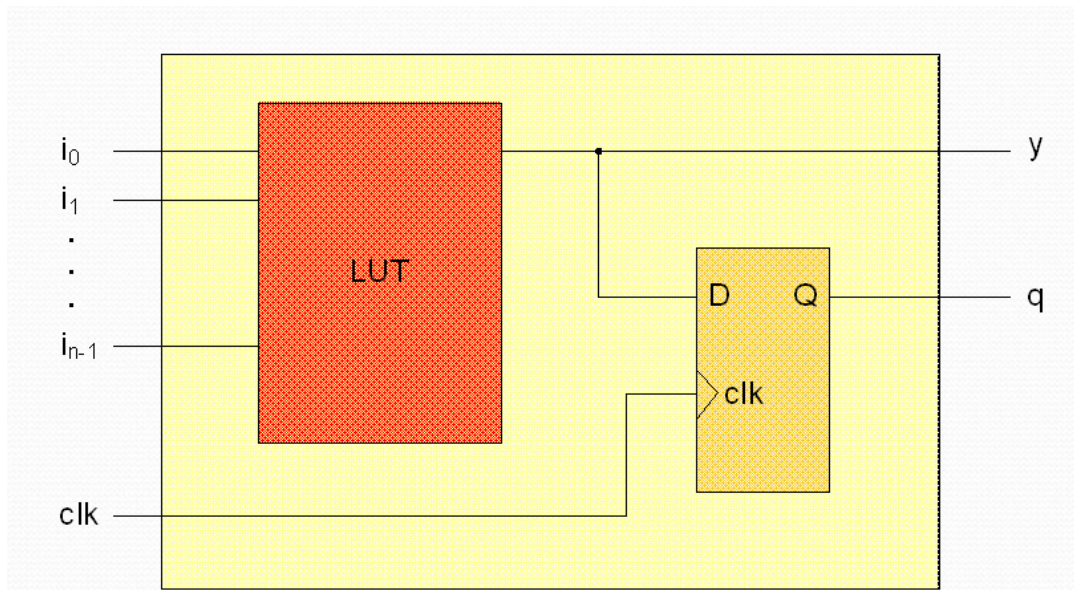 i0
i1
.
.
.
in-1
clk
LUT
D
Q
clk
y
q